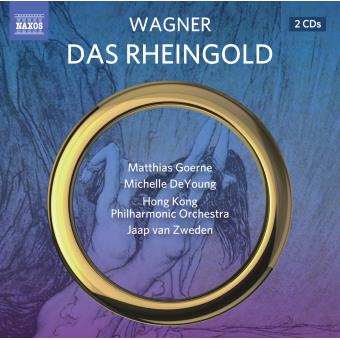 NAXOS
WAGNER
2 CDs
DAS RHEINGOLD
Matthias Goerne
Michelle DeYoung
Hong Kong
Philharmonic Orchestra
Jaap van Zweden